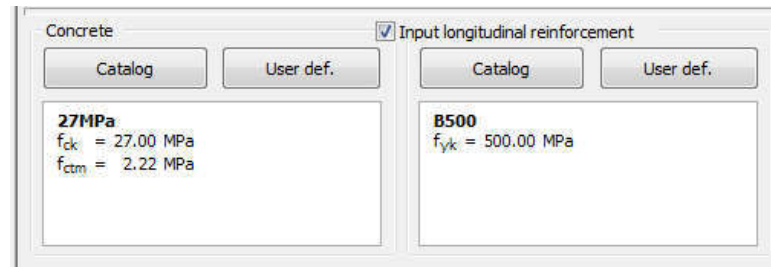 Concrete
Catalog
User def.
27MPa
fck = 27.00 MPa
fctm = 2.22 MPa
Input longitudinal reinforcement
Catalog
User def.
B500
fyk = 500.00 MPa